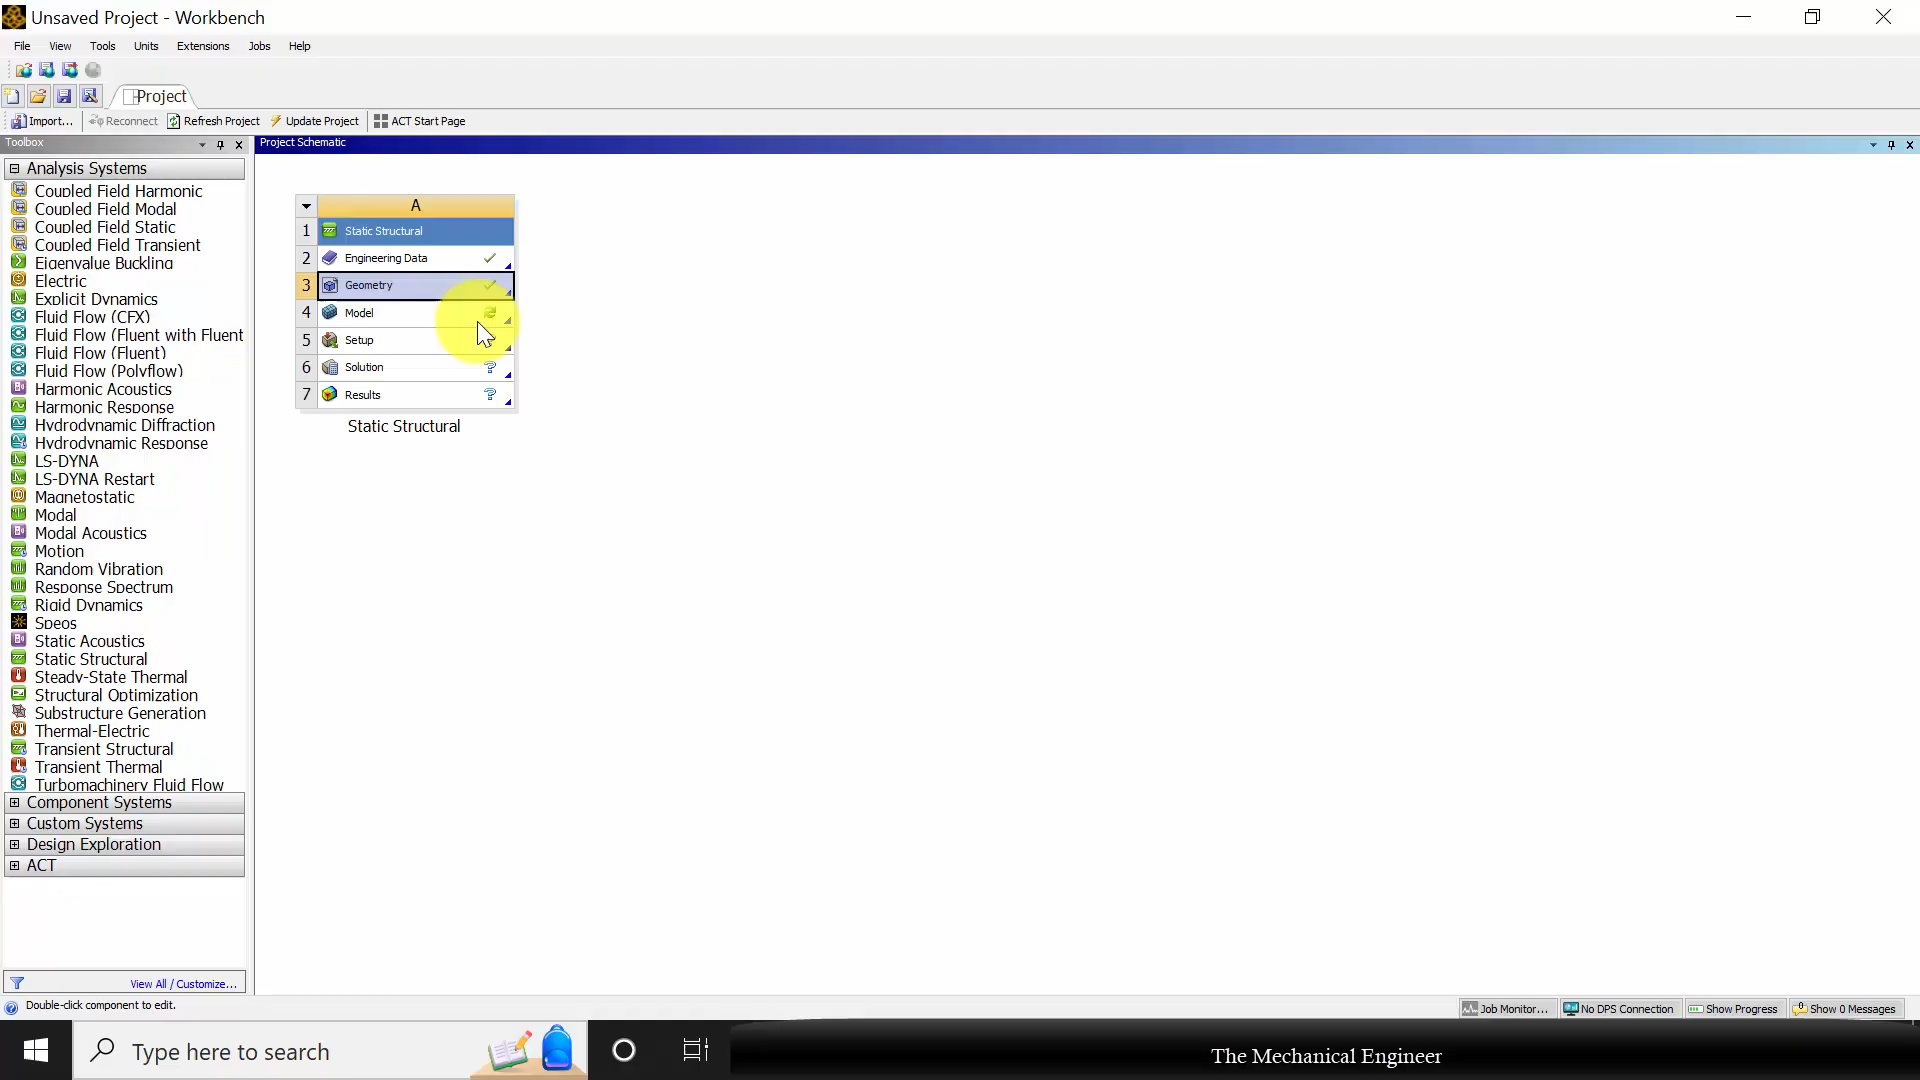 Unsaved Project - Workbench
File View Tools Units Extensions Jobs Help
Project
Import... Reconnect Refresh Project Update Project ACT Start Page
Toolbox
Project Schematic
Analysis Systems
Coupled Field Harmonic
Coupled Field Modal
Coupled Field Static
Coupled Field Transient
Eigenvalue Buckling
Electric
Explicit Dynamics
Fluid Flow (CFX)
Fluid Flow (Fluent with Fluent
Fluid Flow (Fluent)
Fluid Flow (Polyflow)
Harmonic Acoustics
Harmonic Response
Hydrodynamic Diffraction
Hydrodynamic Response
LS-DYNA
LS-DYNA Restart
Magnetostatic
Modal
Modal Acoustics
Motion
Random Vibration
Response Spectrum
Rigid Dynamics
Speos
Static Acoustics
Static Structural
Steady-State Thermal
Structural Optimization
Substructure Generation
Thermal-Electric
Transient Structural
Transient Thermal
Turbomachinery Fluid Flow
Component Systems
Custom Systems
Design Exploration
ACT
View All / Customize...
A
1 Static Structural
2 Engineering Data
3 Geometry
4 Model
5 Setup
6 Solution ?
7 Results ?
Static Structural
Double-click component to edit.
Job Monitor... No DPS Connection Show Progress Show 0 Messages
Type here to search
The Mechanical Engineer